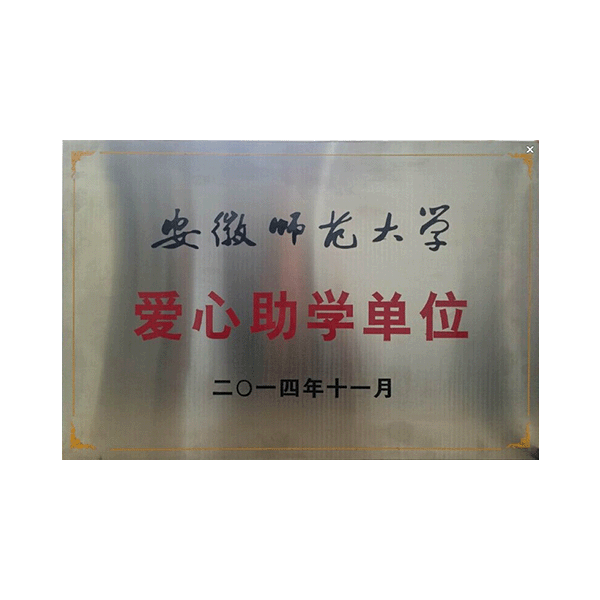 安徽师范大学
爱心助学单位
二〇一四年十一月